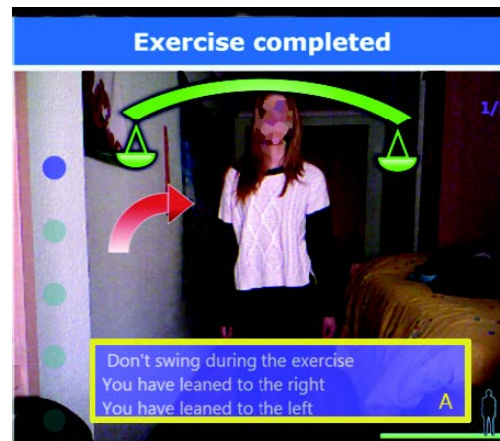 Exercise completed
1/
Don't swing during the exercise
You have leaned to the right
You have leaned to the left
A